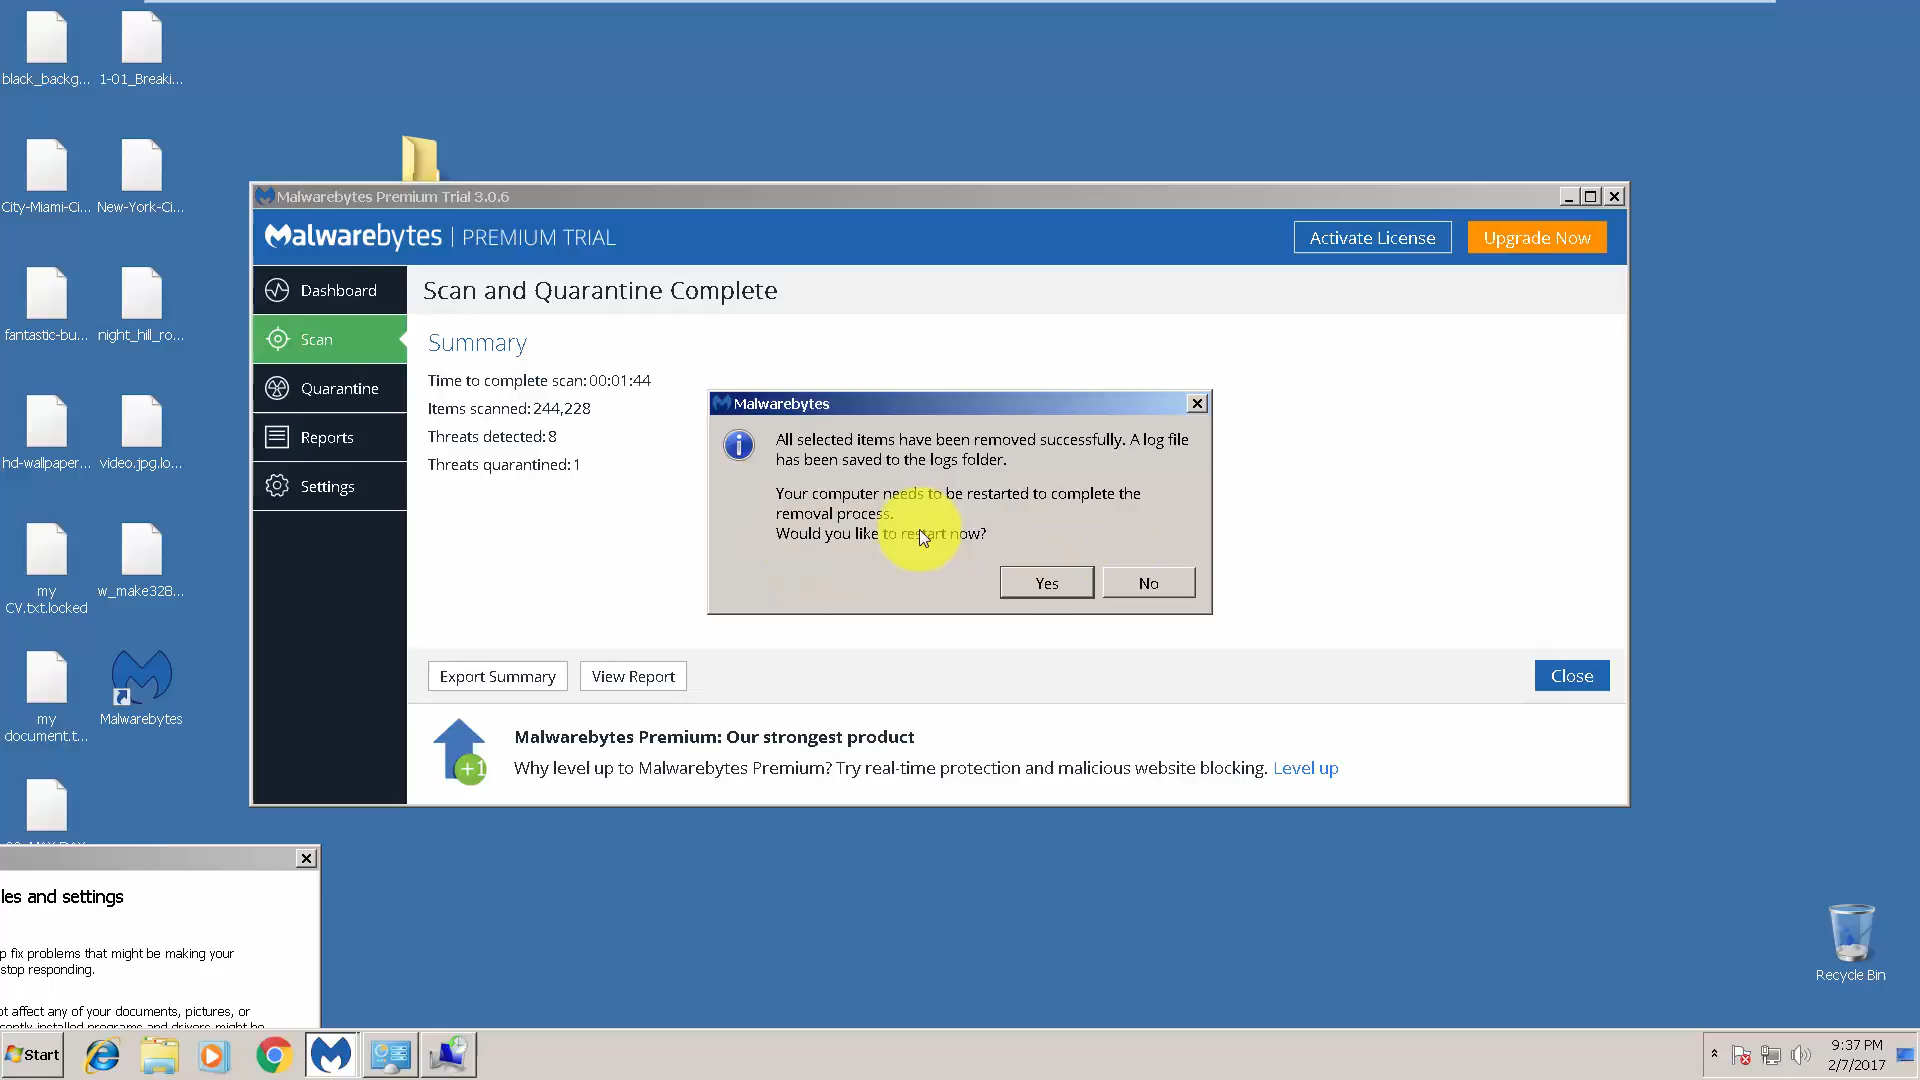 black_backg...
1-01_Breaki...
City-Miami-Ci...
New-York-Ci...
fantastic-bu...
night_hill_ro...
hd-wallpaper...
video.jpg.lo...
my
CV.txt.locked
w_make328...
my
document.t...
Malwarebytes
Malwarebytes Premium Trial 3.0.6
Malwarebytes | PREMIUM TRIAL
Activate License
Upgrade Now
Dashboard
Scan
Quarantine
Reports
Settings
Scan and Quarantine Complete
Summary
Time to complete scan: 00:01:44
Items scanned: 244,228
Threats detected: 8
Threats quarantined: 1
Malwarebytes
All selected items have been removed successfully. A log file
has been saved to the logs folder.
Your computer needs to be restarted to complete the
removal process.
Would you like to restart now?
Yes
No
Export Summary
View Report
Close
+1
Malwarebytes Premium: Our strongest product
Why level up to Malwarebytes Premium? Try real-time protection and malicious website blocking. Level up
les and settings
p fix problems that might be making your
stop responding.
ot affect any of your documents, pictures, or
cently installed programs and drivers might be
Recycle Bin
Start
9:37 PM
2/7/2017